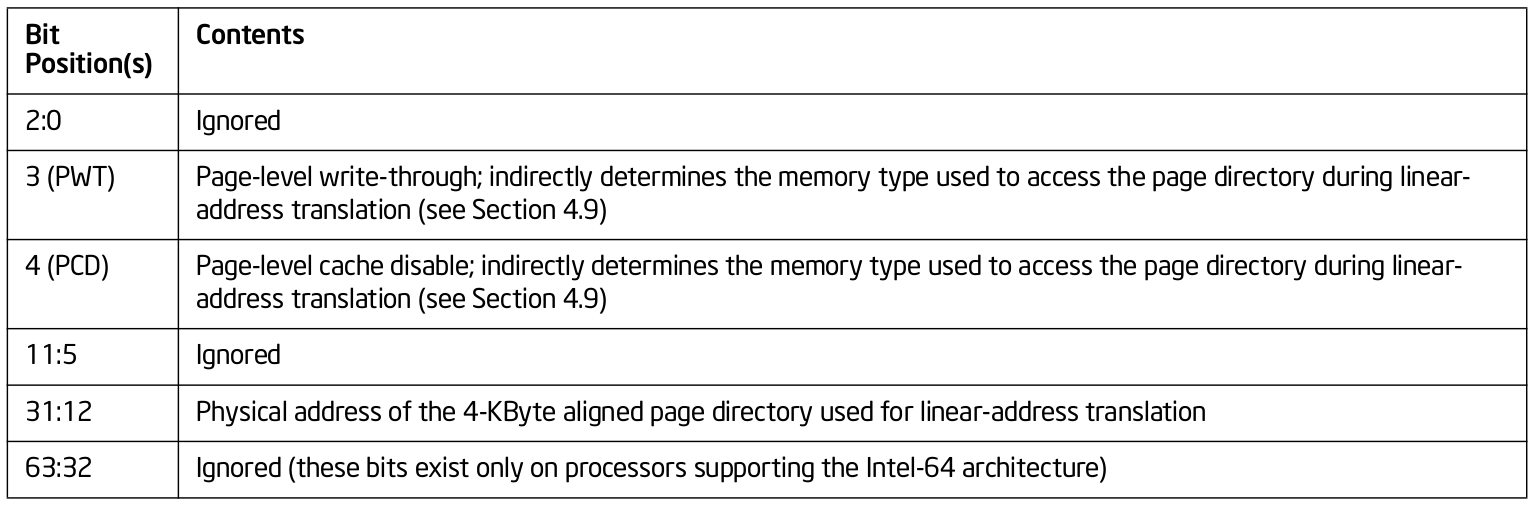 Bit
Position(s)
Contents
2:0
Ignored
3 (PWT)
Page-level write-through; indirectly determines the memory type used to access the page directory during linear-
address translation (see Section 4.9)
4 (PCD)
Page-level cache disable; indirectly determines the memory type used to access the page directory during linear-
address translation (see Section 4.9)
11:5
Ignored
31:12
Physical address of the 4-KByte aligned page directory used for linear-address translation
63:32
Ignored (these bits exist only on processors supporting the Intel-64 architecture)